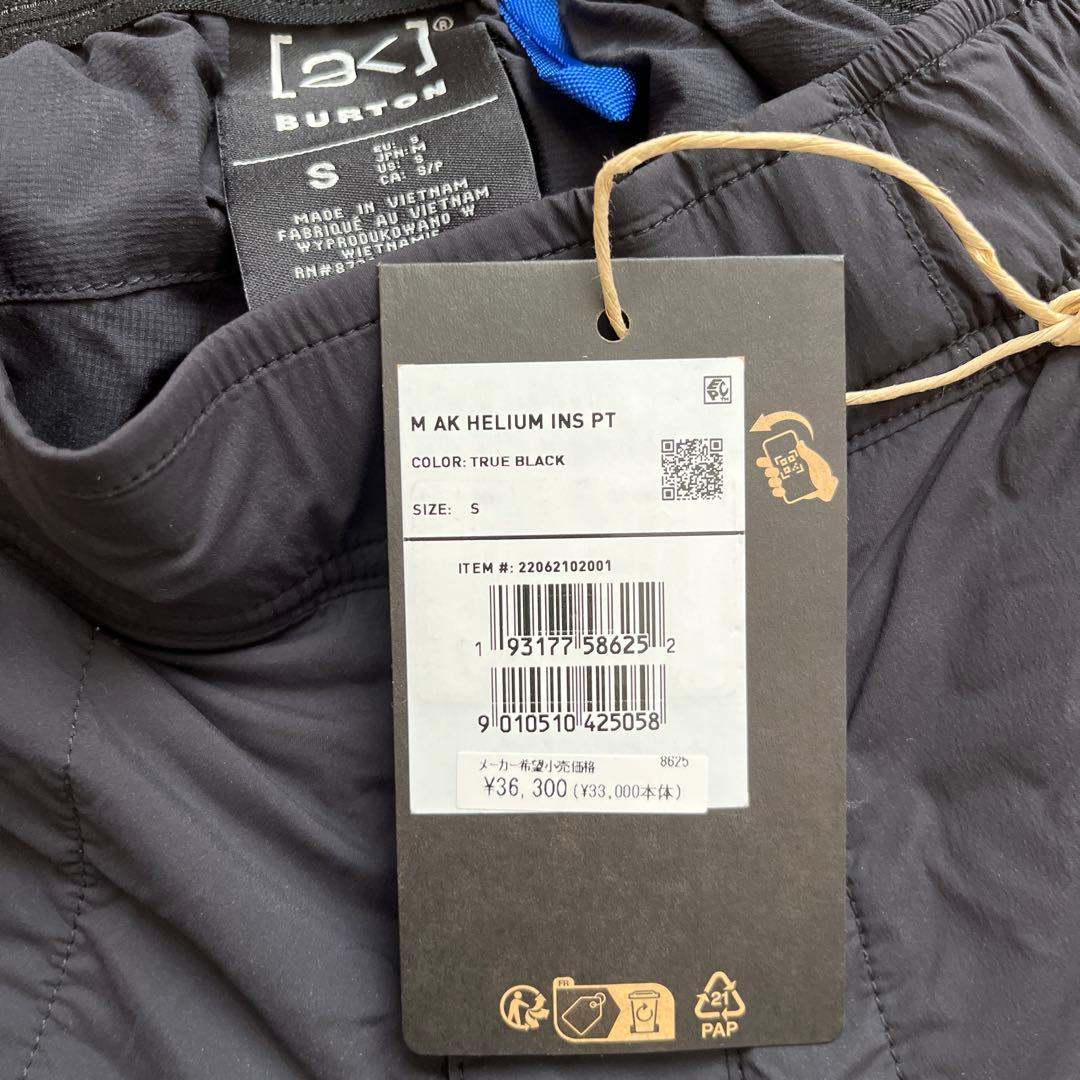 [ak]®
BURTON
S
EU: S
JPN: M
US: S
CA: S/P
MADE IN VIETNAM
FABRIQUÉ AU VIETNAM
WYPRODUKOWANO W
WIETNAMIE
M AK HELIUM INS PT
COLOR: TRUE BLACK
SIZE: S
ITEM #: 22062102001
1 93177 58625 2
9 010510 425058
メーカー希望小売価格 8625
¥36,300 (¥33,000本体)
FR
21
PAP